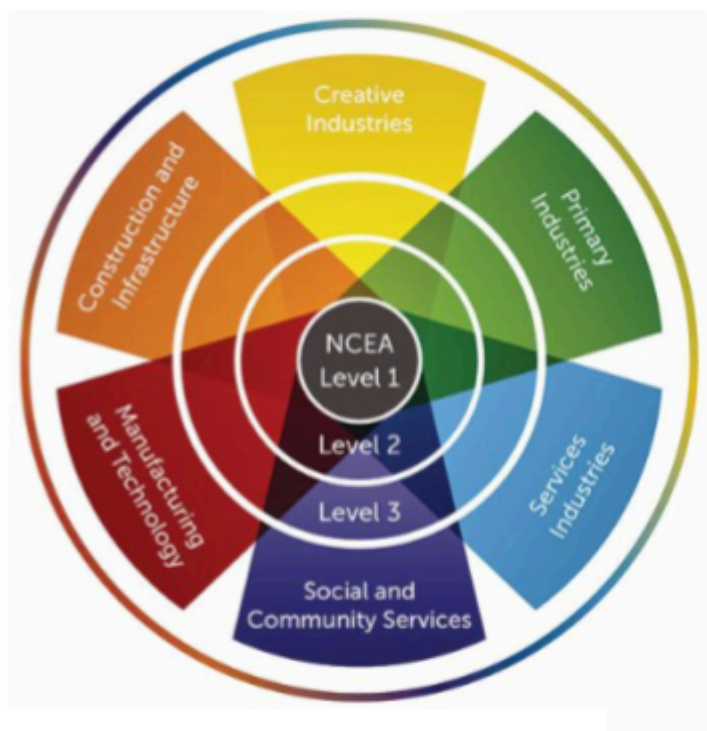 Creative
Industries
Primary
Industries
Services
Industries
Social and
Community Services
Manufacturing
and Technology
Construction and
Infrastructure
NCEA
Level 1
Level 2
Level 3